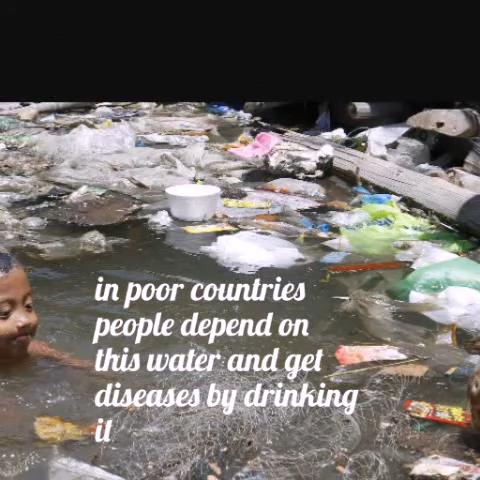 in poor countries
people depend on
this water and get
diseases by drinking
it